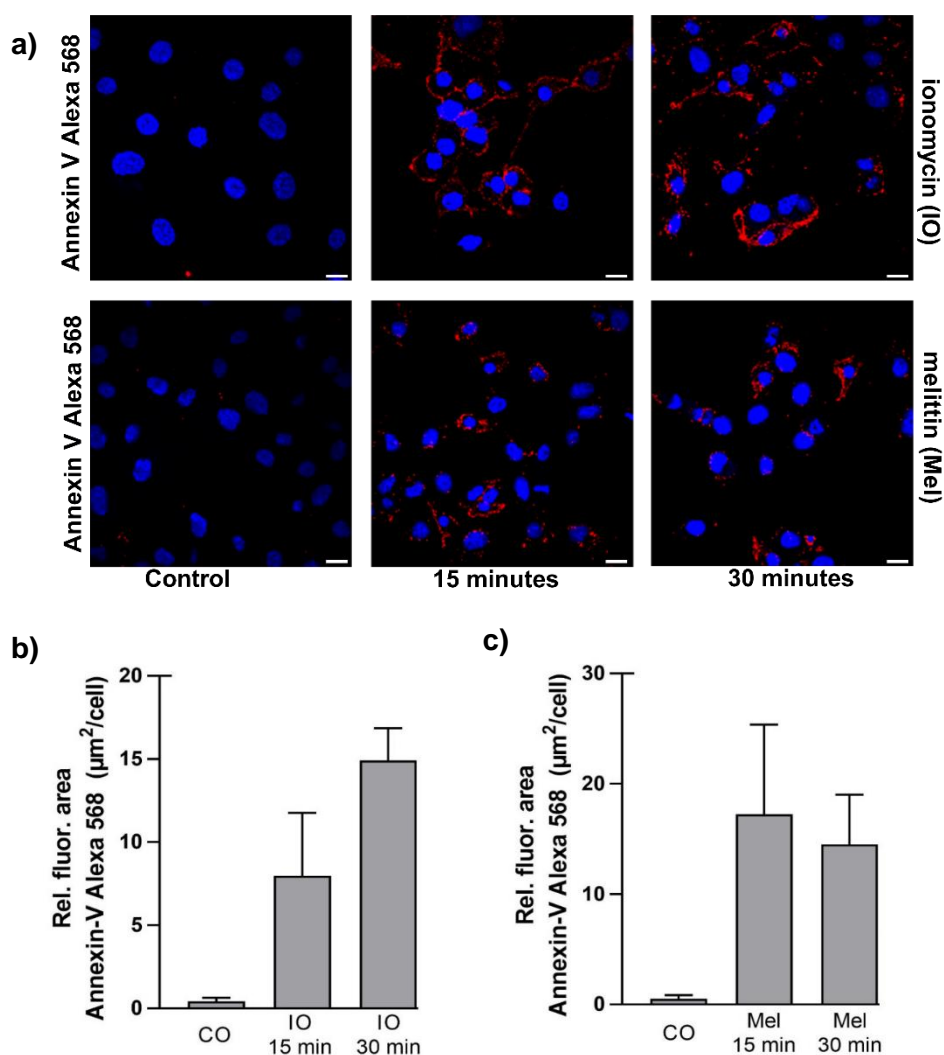 a)
Annexin V Alexa 568
ionomycin (IO)
Annexin V Alexa 568
melittin (Mel)
Control
15 minutes
30 minutes
b)
Rel. fluor. area
Annexin-V Alexa 568 (µm²/cell)
20
15
10
5
0
CO
IO
15 min
IO
30 min
c)
Rel. fluor. area
Annexin-V Alexa 568 (µm²/cell)
30
20
10
0
CO
Mel
15 min
Mel
30 min